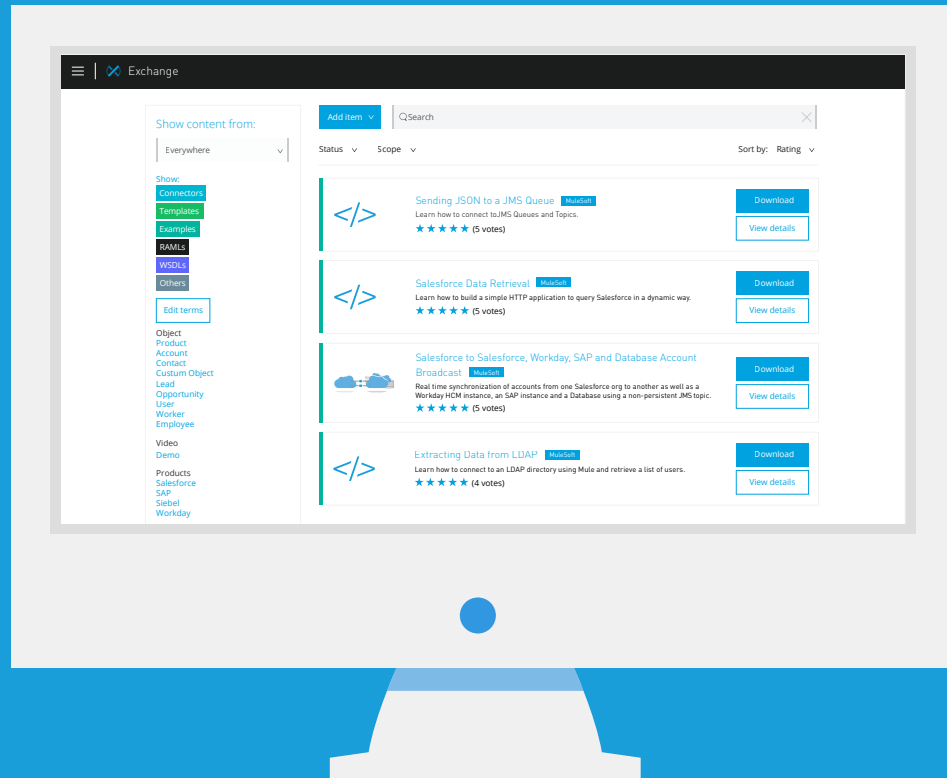 Exchange
Show content from:
Everywhere
Show:
Connectors
Templates
Examples
RAMLs
WSDLs
Others
Edit terms
Object
Product
Account
Contact
Custum Object
Lead
Opportunity
User
Worker
Employee
Video
Demo
Products
Salesforce
SAP
Siebel
Workday
Add item
Search
Status
Scope
Sort by: Rating
Sending JSON to a JMS Queue MuleSoft
Learn how to connect toJMS Queues and Topics.
(5 votes)
Download
View details
Salesforce Data Retrieval MuleSoft
Learn how to build a simple HTTP application to query Salesforce in a dynamic way.
(5 votes)
Download
View details
Salesforce to Salesforce, Workday, SAP and Database Account
Broadcast MuleSoft
Real time synchronization of accounts from one Salesforce org to another as well as a
Workday HCM instance, an SAP instance and a Database using a non-persistent JMS topic.
(5 votes)
Download
View details
Extracting Data from LDAP MuleSoft
Learn how to connect to an LDAP directory using Mule and retrieve a list of users.
(4 votes)
Download
View details